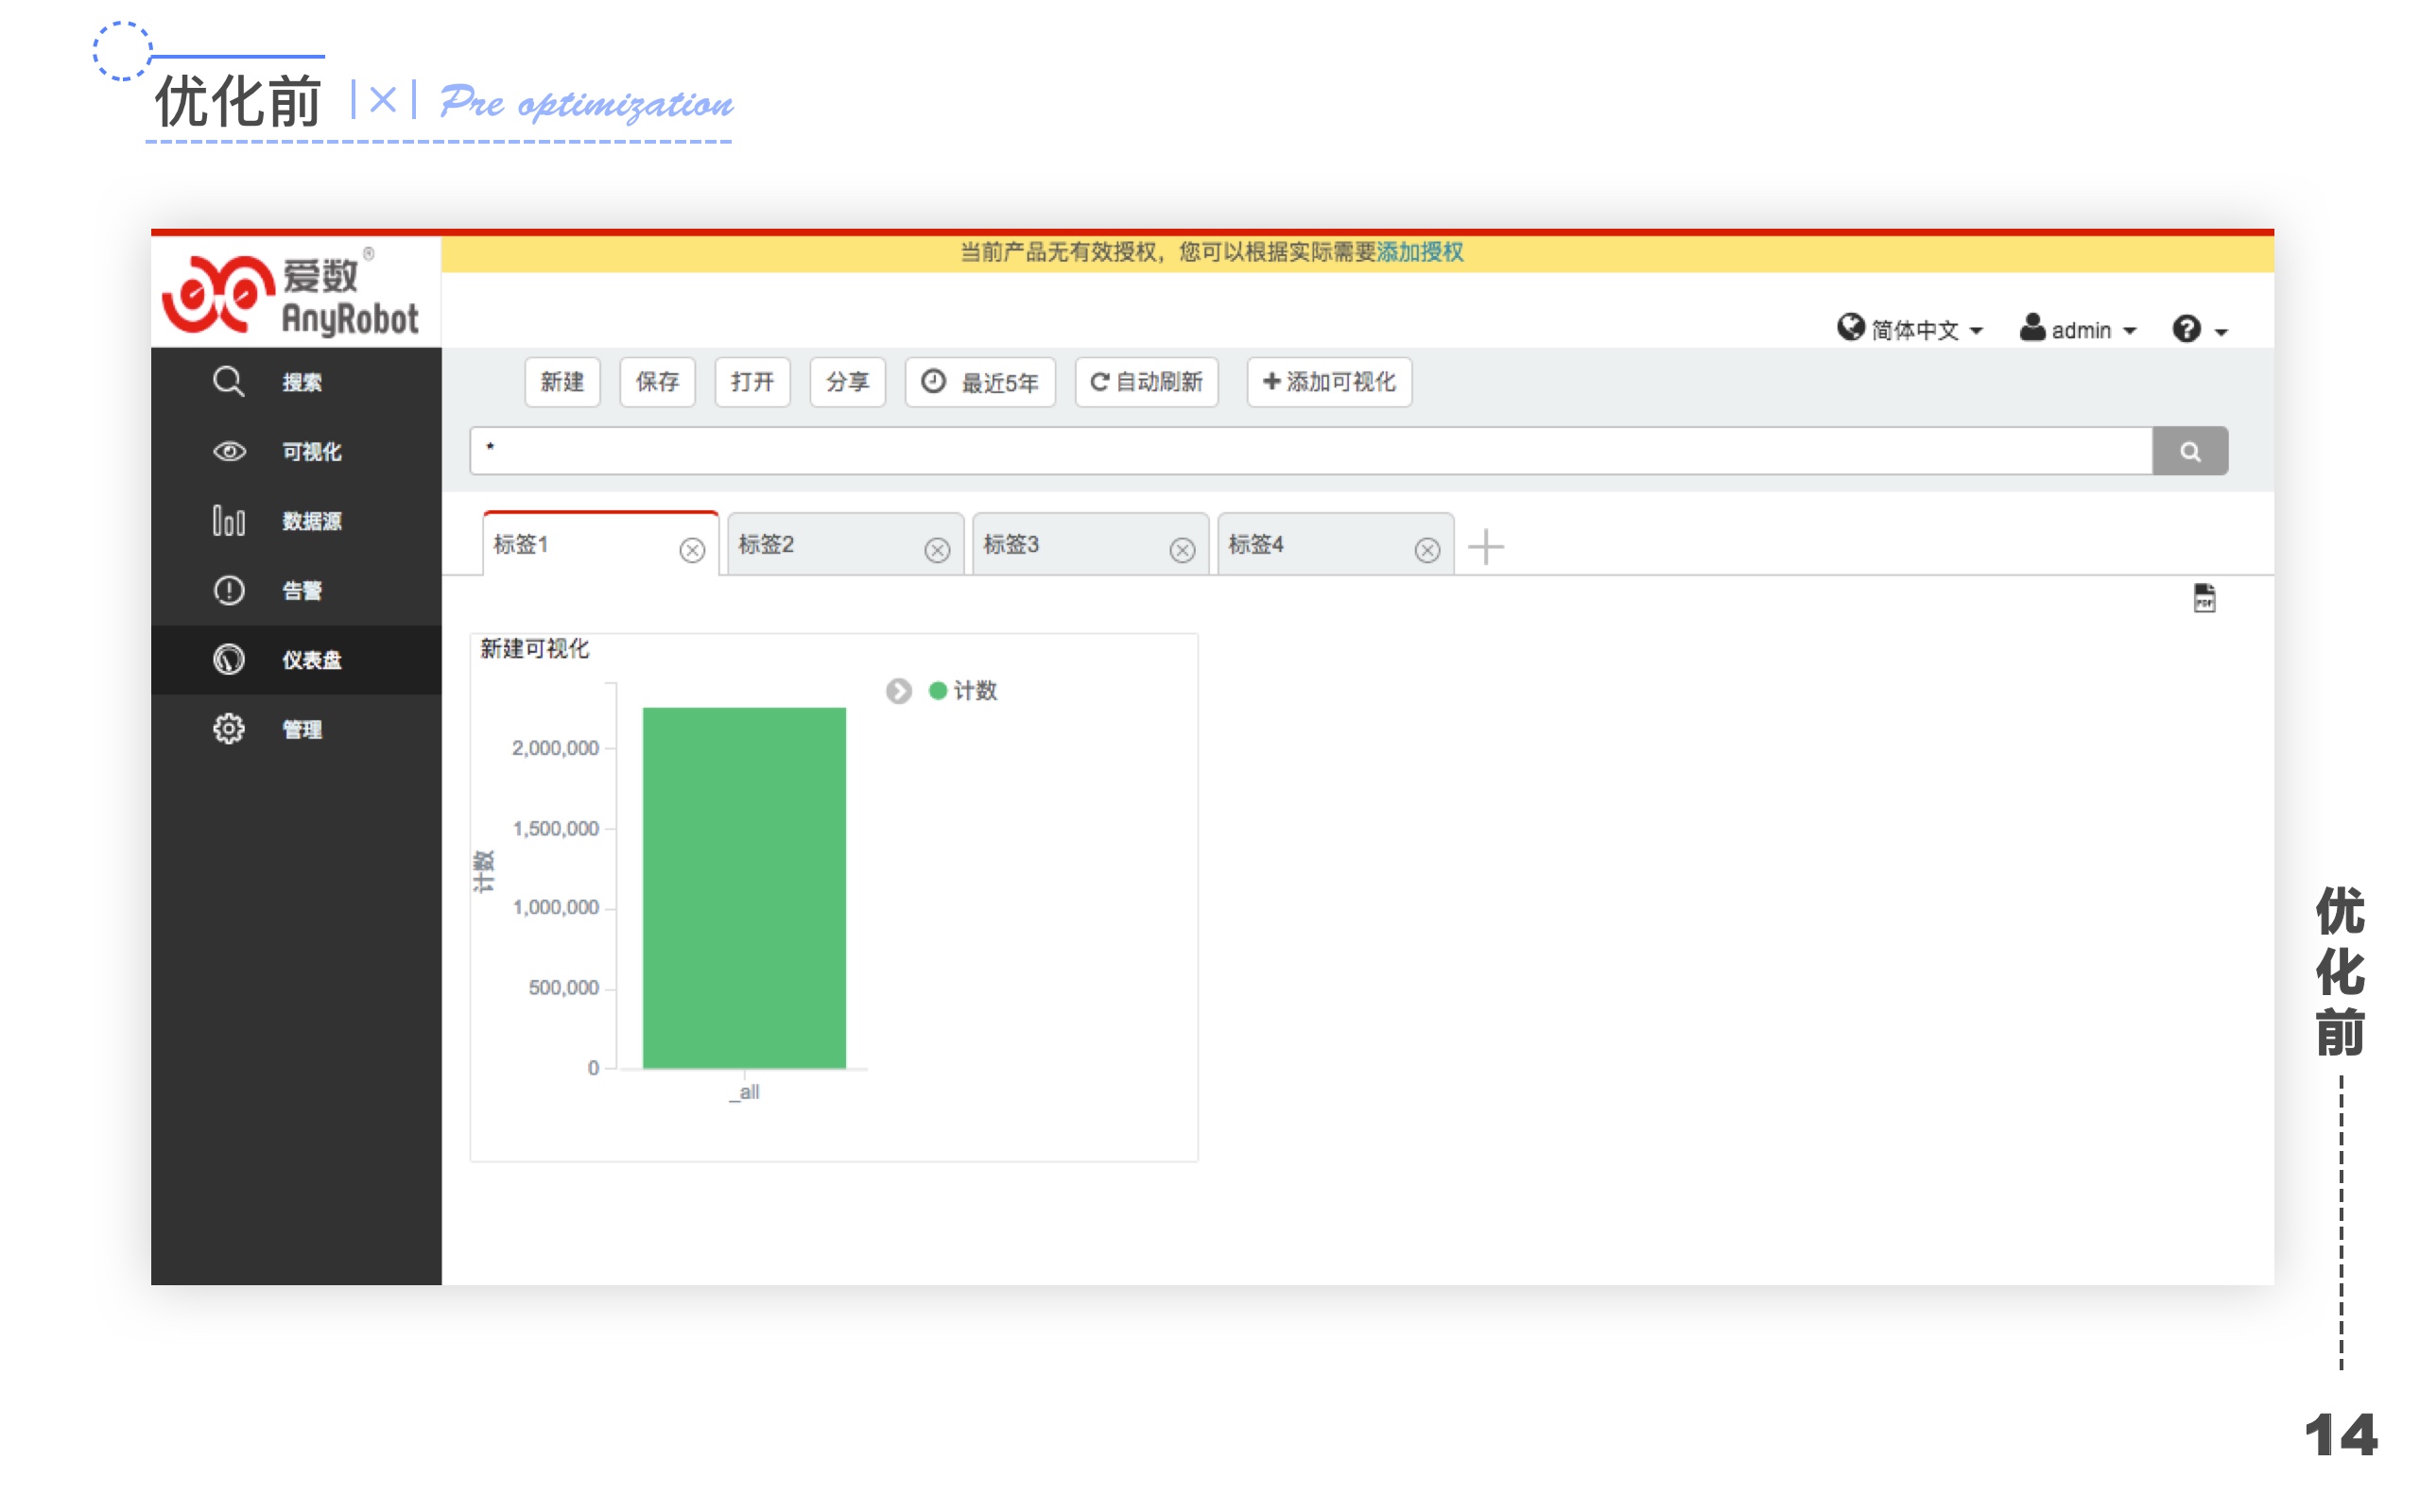 优化前 |×| Pre optimization
当前产品无有效授权，您可以根据实际需要添加授权
爱数®
AnyRobot
简体中文 admin
搜索
可视化
数据源
告警
仪表盘
管理
新建 保存 打开 分享 最近5年 自动刷新 添加可视化
*
标签1 标签2 标签3 标签4
PDF
新建可视化
计数
2,000,000
1,500,000
1,000,000
500,000
0
计数
_all
优化前
14